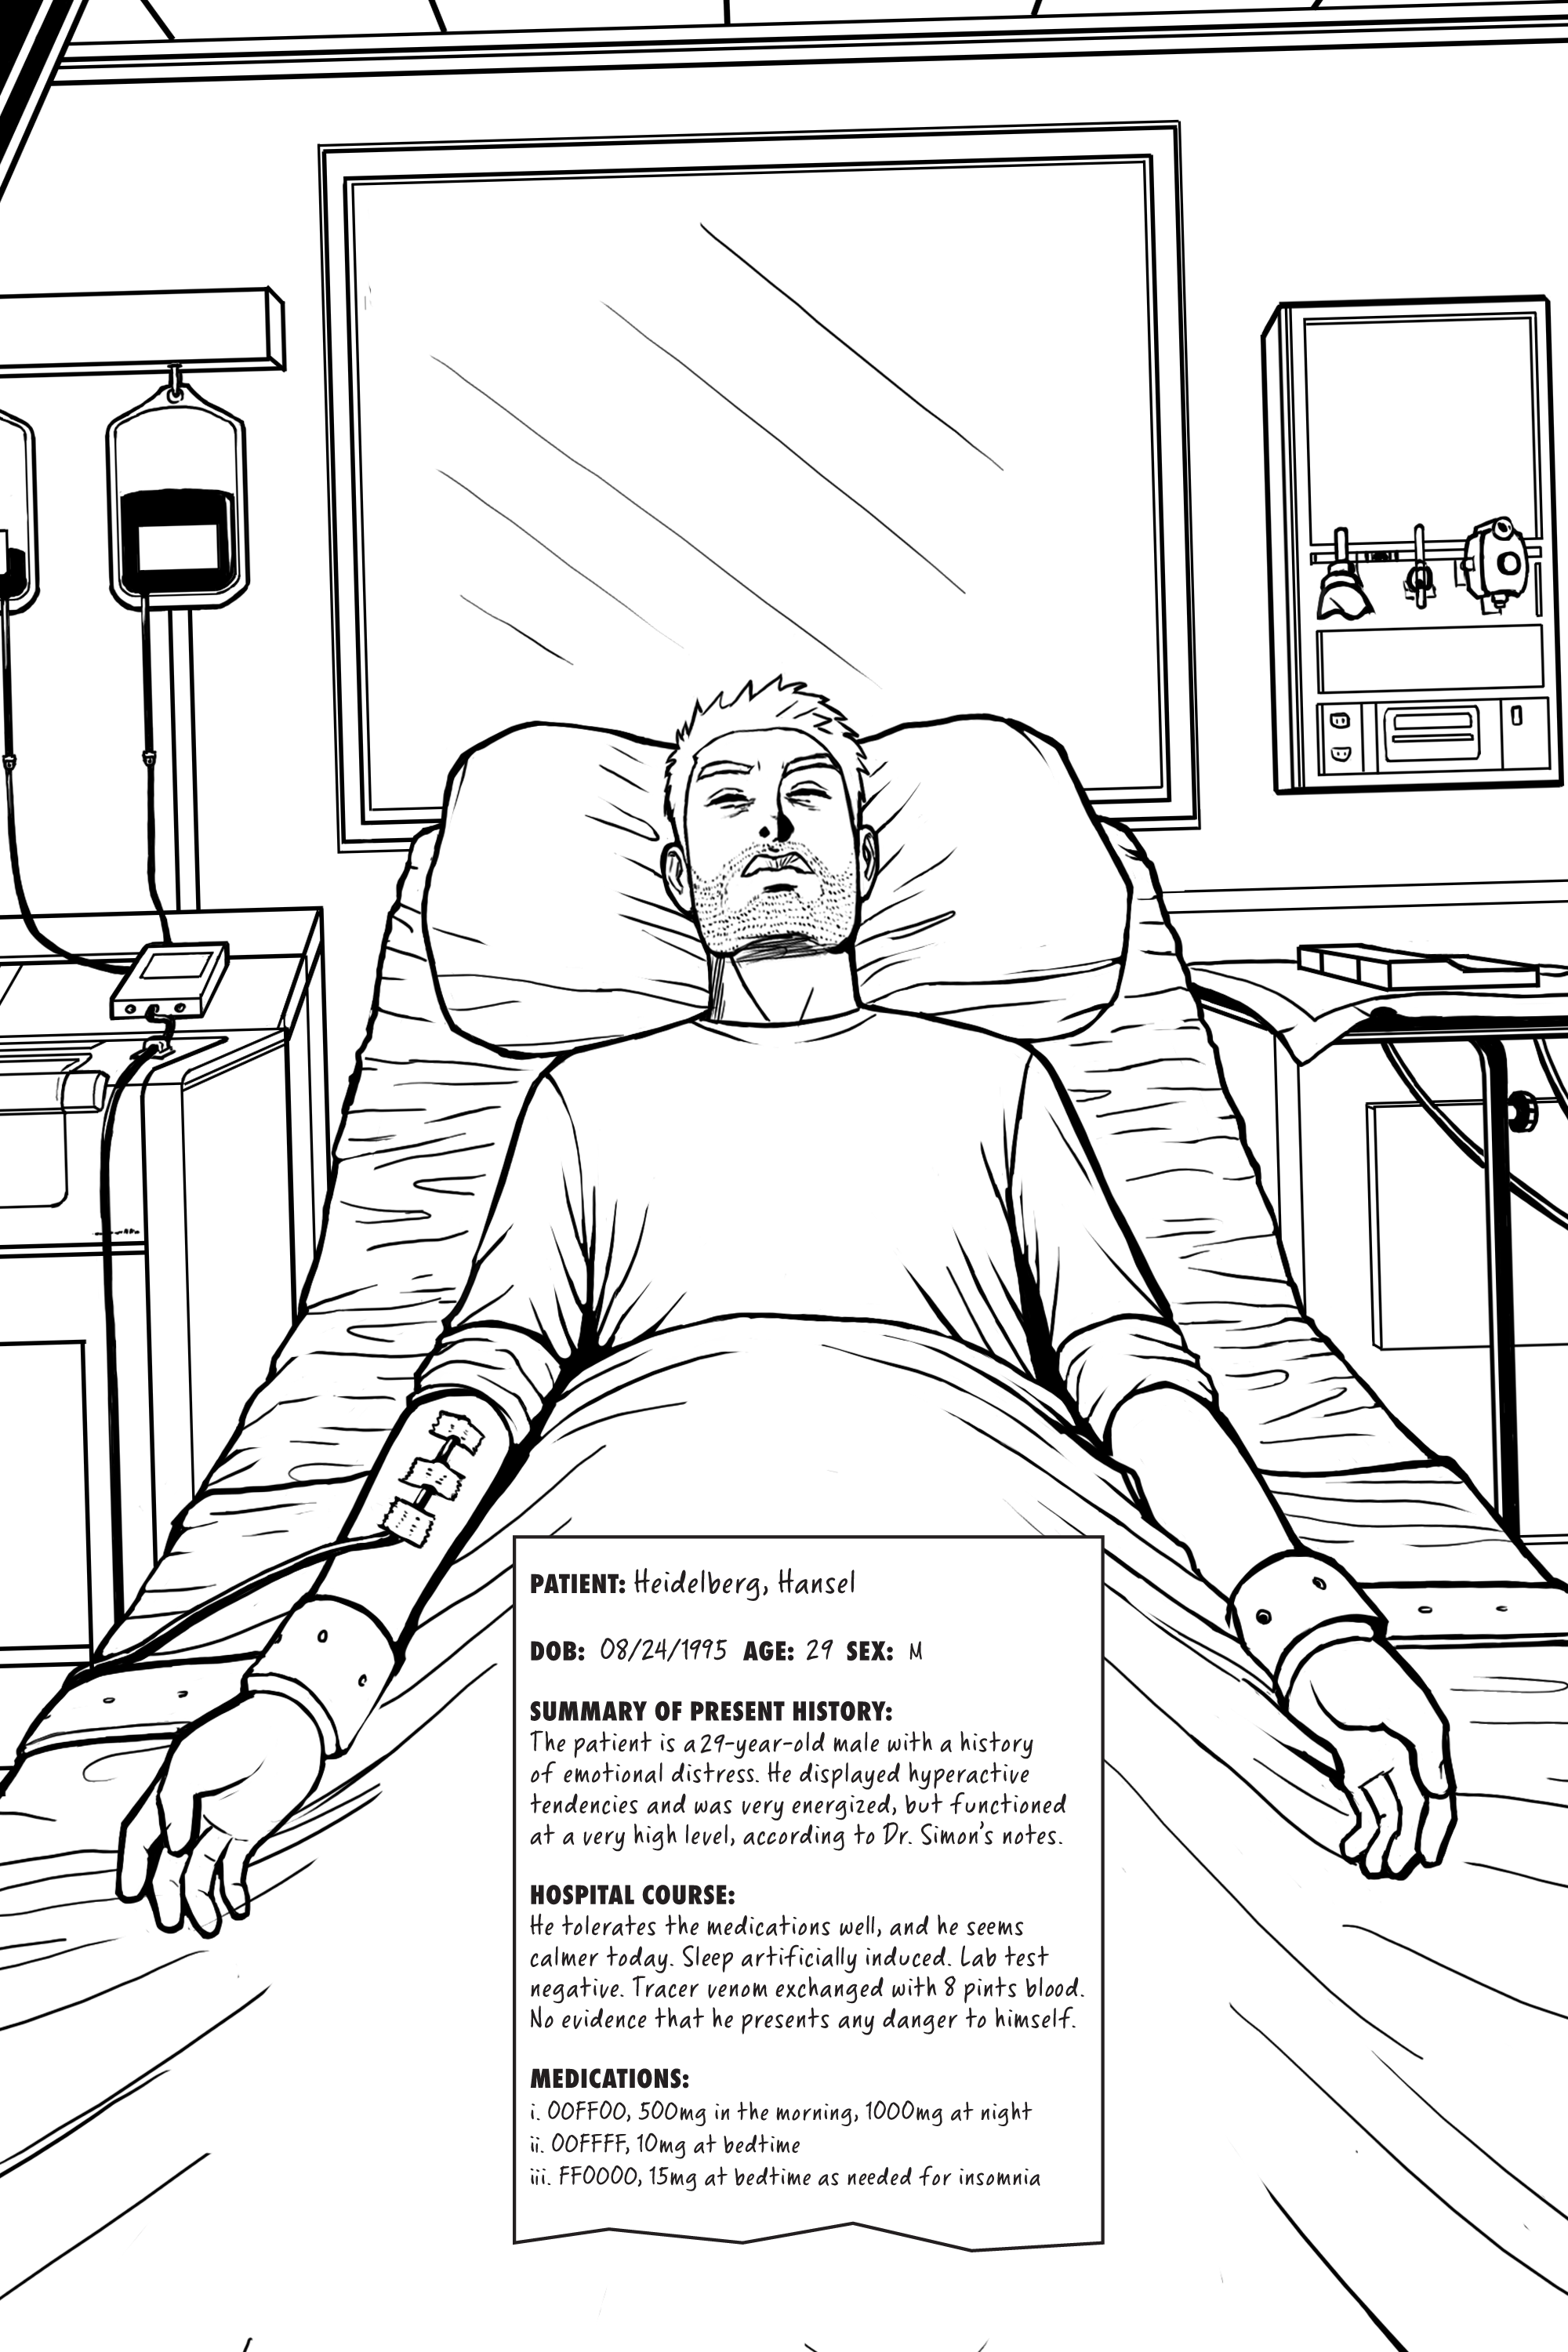 PATIENT: Heidelberg, Hansel
DOB: 08/24/1995 AGE: 29 SEX: M
SUMMARY OF PRESENT HISTORY:
The patient is a 29-year-old male with a history
of emotional distress. He displayed hyperactive
tendencies and was very energized, but functioned
at a very high level, according to Dr. Simon's notes.
HOSPITAL COURSE:
He tolerates the medications well, and he seems
calmer today. Sleep artificially induced. Lab test
negative. Tracer venom exchanged with 8 pints blood.
No evidence that he presents any danger to himself.
MEDICATIONS:
i. 00FF00, 500mg in the morning, 1000mg at night
ii. 00FFFF, 10mg at bedtime
iii. FF0000, 15mg at bedtime as needed for insomnia